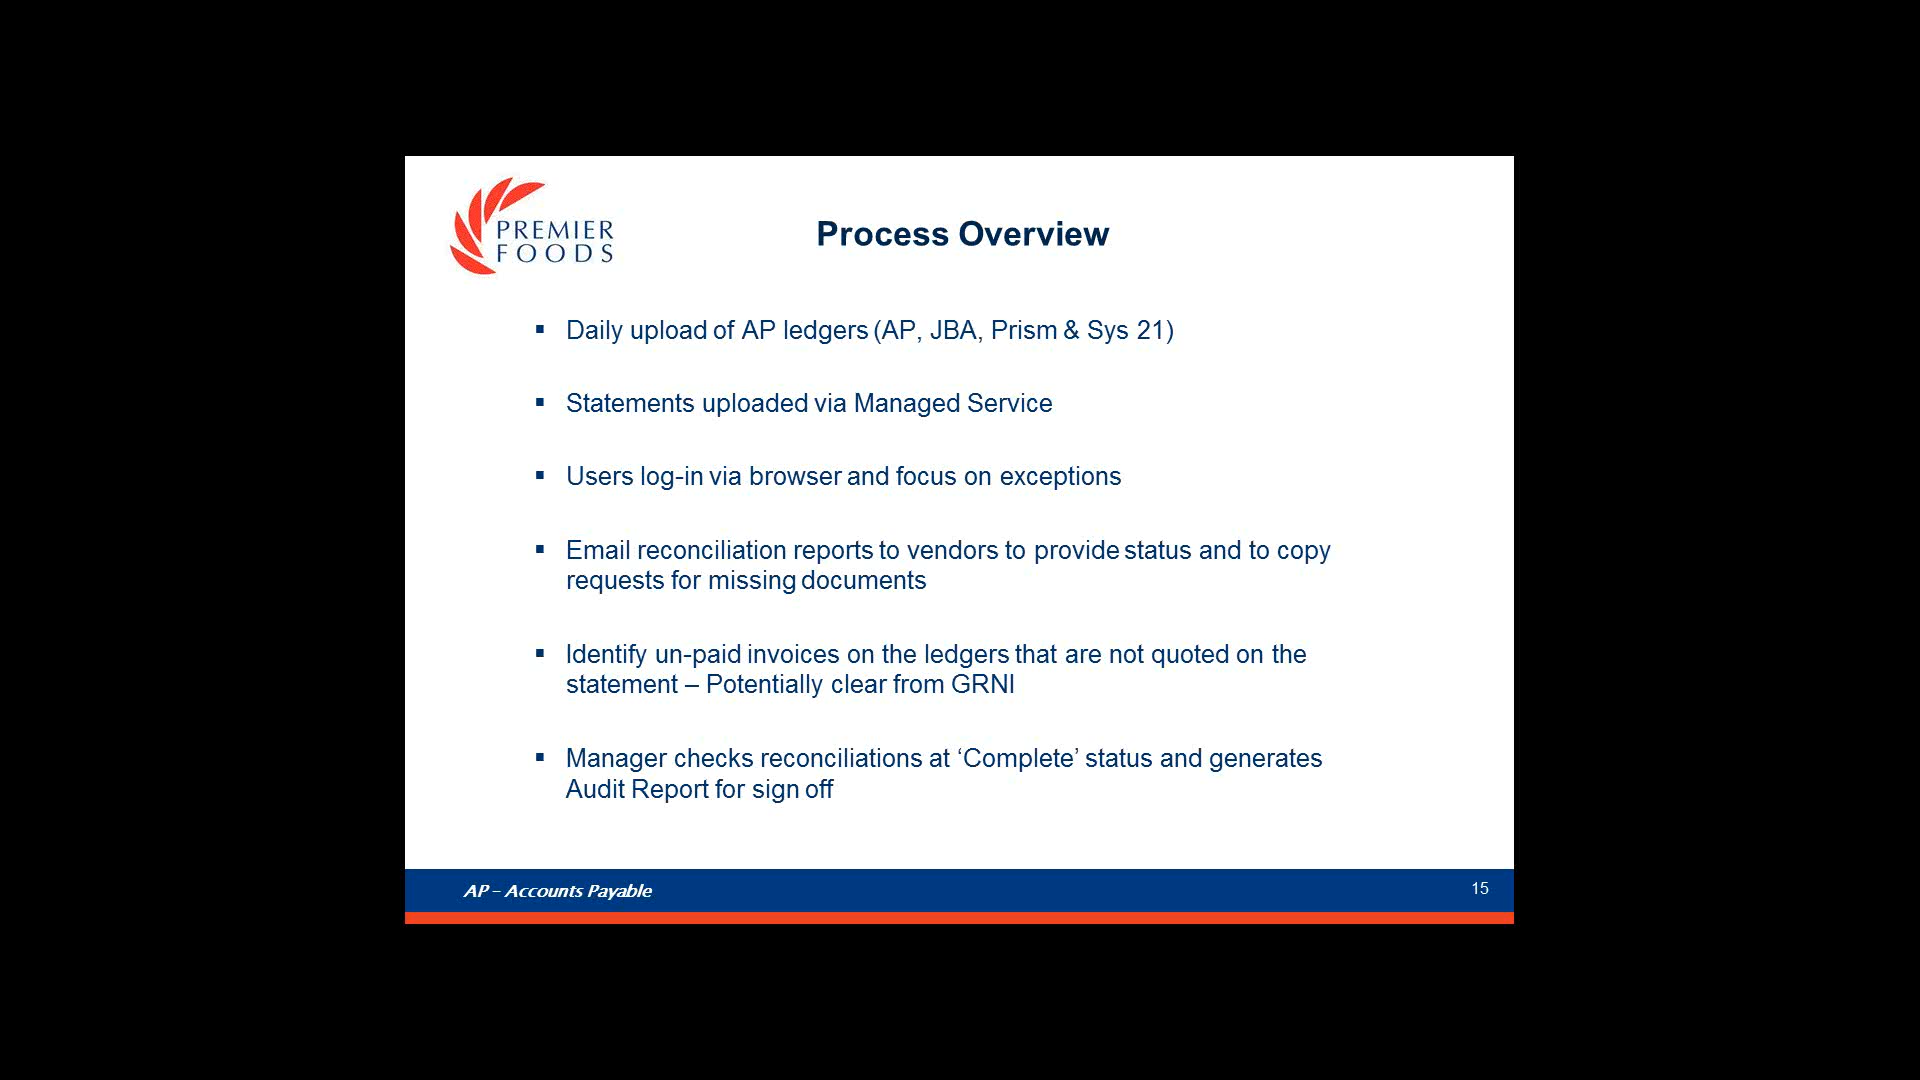 PREMIER
FOODS
Process Overview
▪ Daily upload of AP ledgers (AP, JBA, Prism & Sys 21)
▪ Statements uploaded via Managed Service
▪ Users log-in via browser and focus on exceptions
▪ Email reconciliation reports to vendors to provide status and to copy
requests for missing documents
▪ Identify un-paid invoices on the ledgers that are not quoted on the
statement – Potentially clear from GRNI
▪ Manager checks reconciliations at ‘Complete’ status and generates
Audit Report for sign off
AP – Accounts Payable
15